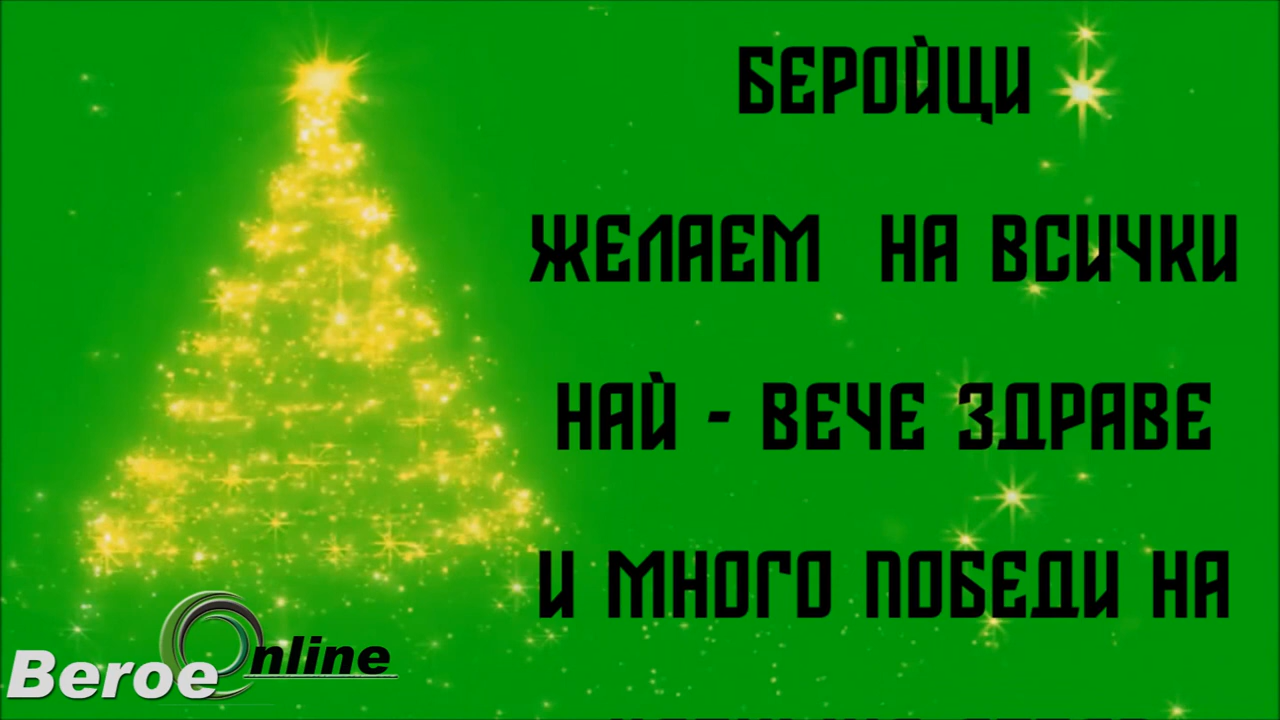 БЕРОЙЦИ
ЖЕЛАЕМ НА ВСИЧКИ
НАЙ - ВЕЧЕ ЗДРАВЕ
И МНОГО ПОБЕДИ НА
Beroe Online